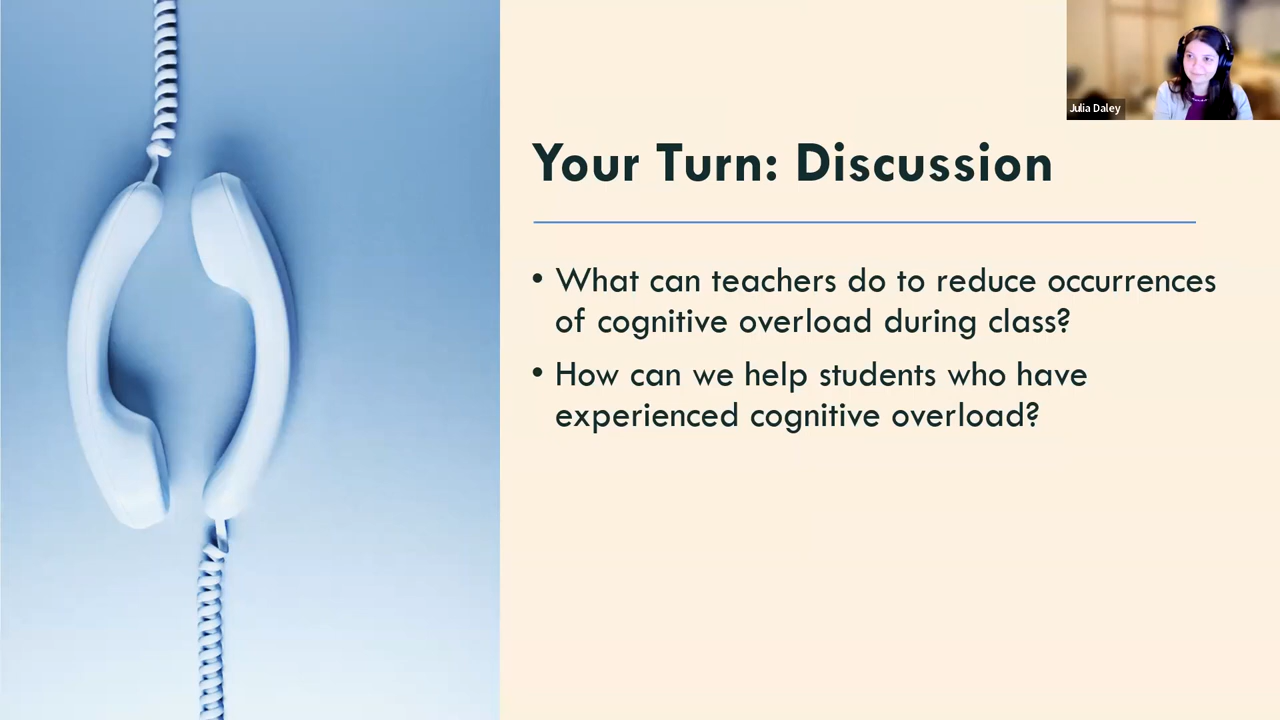 Julia Daley
Your Turn: Discussion
• What can teachers do to reduce occurrences
of cognitive overload during class?
• How can we help students who have
experienced cognitive overload?